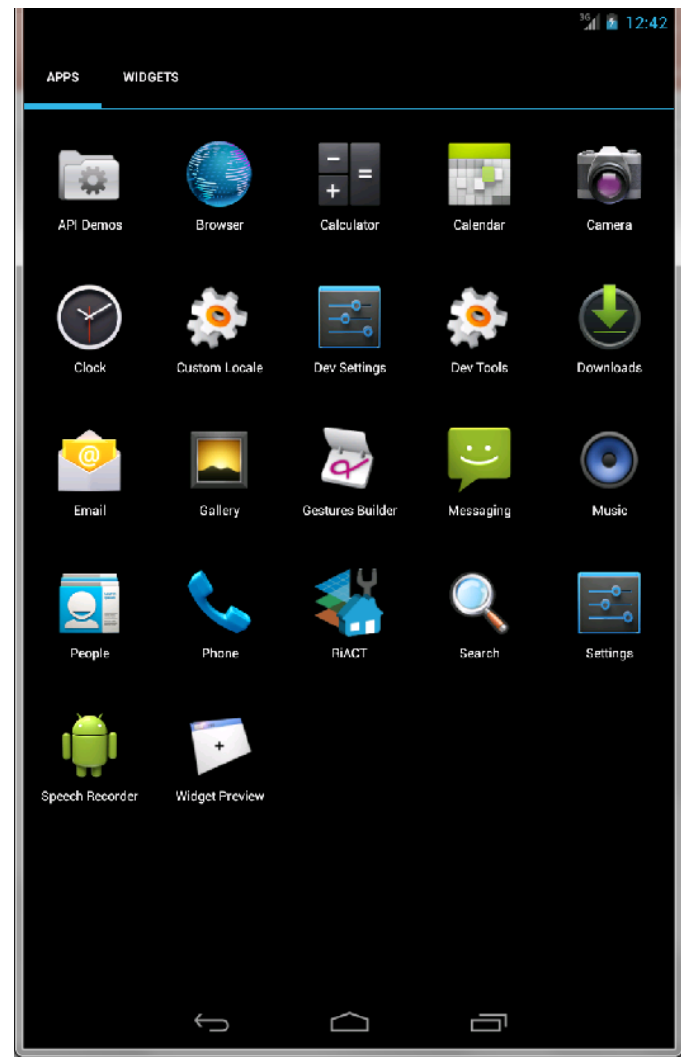 3G 12:42
APPS WIDGETS
API Demos Browser Calculator Calendar Camera
Clock Custom Locale Dev Settings Dev Tools Downloads
Email Gallery Gestures Builder Messaging Music
People Phone RiACT Search Settings
Speech Recorder Widget Preview